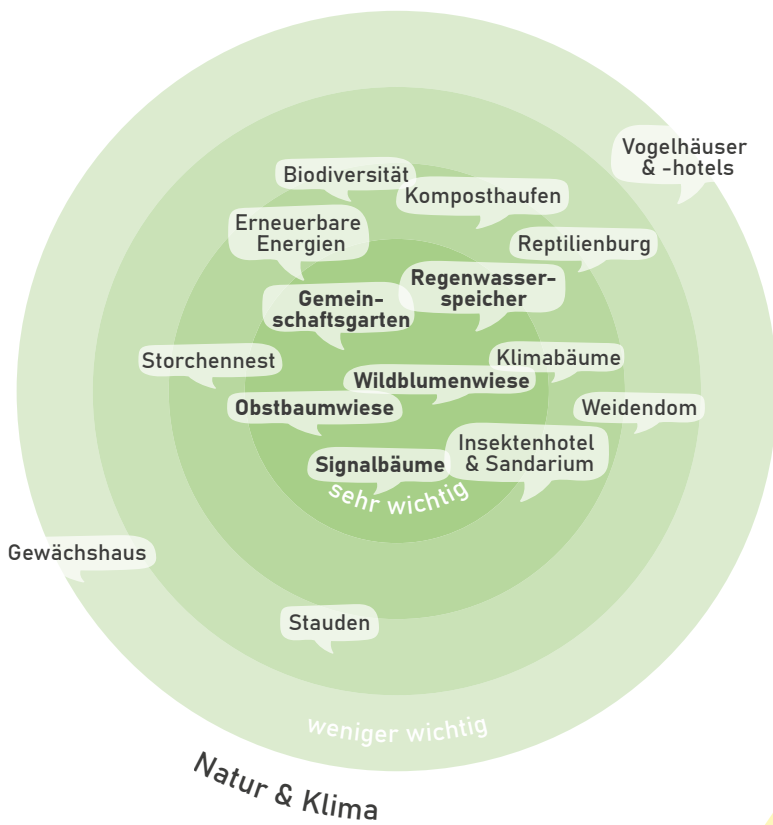 Vogelhäuser
& -hotels
Biodiversität
Komposthaufen
Erneuerbare
Energien
Reptilienburg
Regenwasser-
speicher
Gemein-
schaftsgarten
Storchennest
Klimabäume
Wildblumenwiese
Obstbaumwiese
Weidendom
Insektenhotel
& Sandarium
Signalbäume
sehr wichtig
Gewächshaus
Stauden
weniger wichtig
Natur & Klima